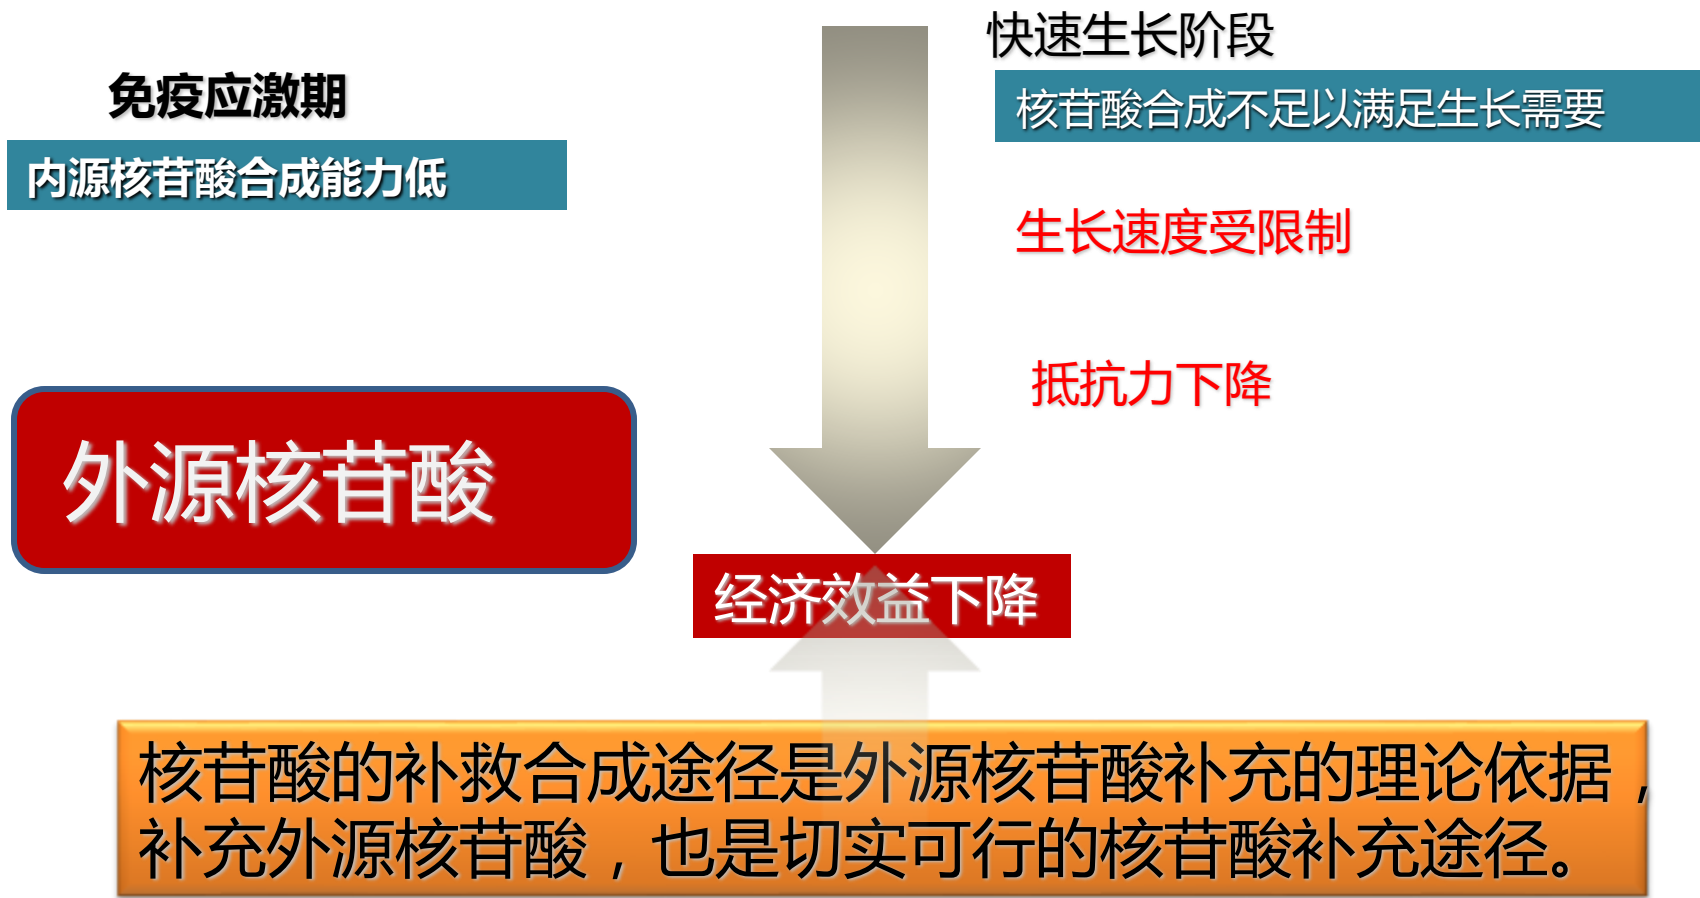 免疫应激期
内源核苷酸合成能力低
快速生长阶段
核苷酸合成不足以满足生长需要
生长速度受限制
抵抗力下降
外源核苷酸
经济效益下降
核苷酸的补救合成途径是外源核苷酸补充的理论依据，
补充外源核苷酸，也是切实可行的核苷酸补充途径。